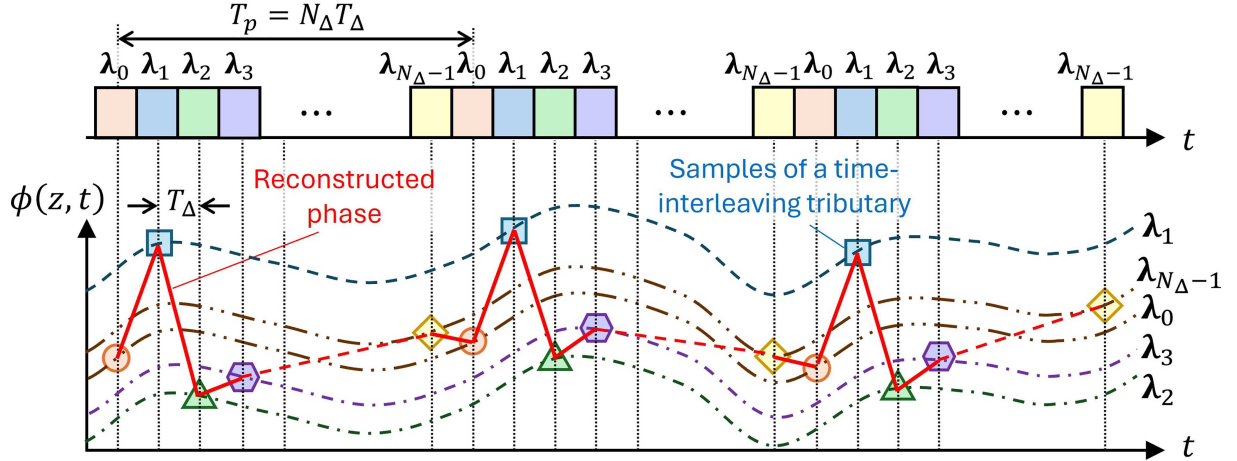 T_p = N_Δ T_Δ
λ_0 λ_1 λ_2 λ_3 λ_{N_Δ−1} λ_0 λ_1 λ_2 λ_3 λ_{N_Δ−1} λ_0 λ_1 λ_2 λ_3 λ_{N_Δ−1}
... ... ...
t
Reconstructed
phase
Samples of a time-
interleaving tributary
ϕ(z, t)
T_Δ
λ_1
λ_{N_Δ−1}
λ_0
λ_3
λ_2
t